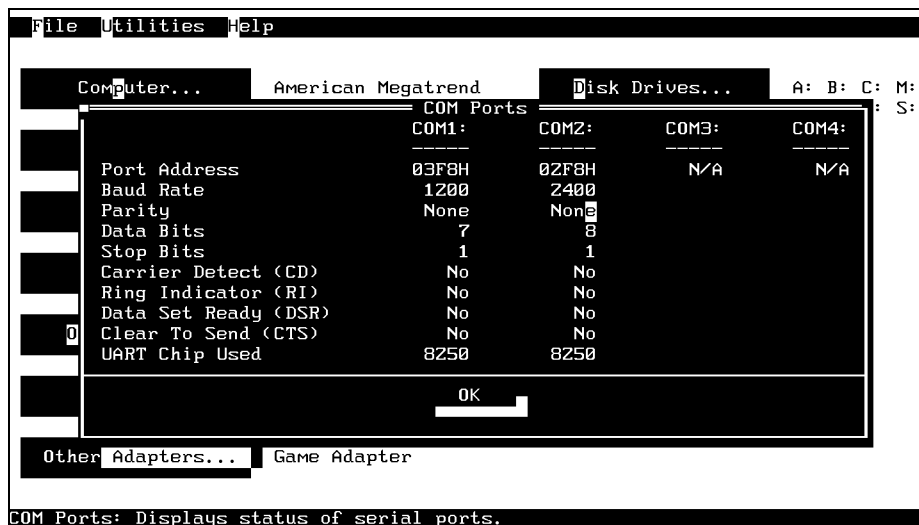 File Utilities Help
Computer... American Megatrend Disk Drives... A: B: C: M:
COM Ports : S:
COM1: COM2: COM3: COM4:
----- ----- ----- -----
Port Address 03F8H 02F8H N/A N/A
Baud Rate 1200 2400
Parity None None
Data Bits 7 8
Stop Bits 1 1
Carrier Detect (CD) No No
Ring Indicator (RI) No No
Data Set Ready (DSR) No No
O Clear To Send (CTS) No No
UART Chip Used 8250 8250
OK
Other Adapters... Game Adapter
COM Ports: Displays status of serial ports.